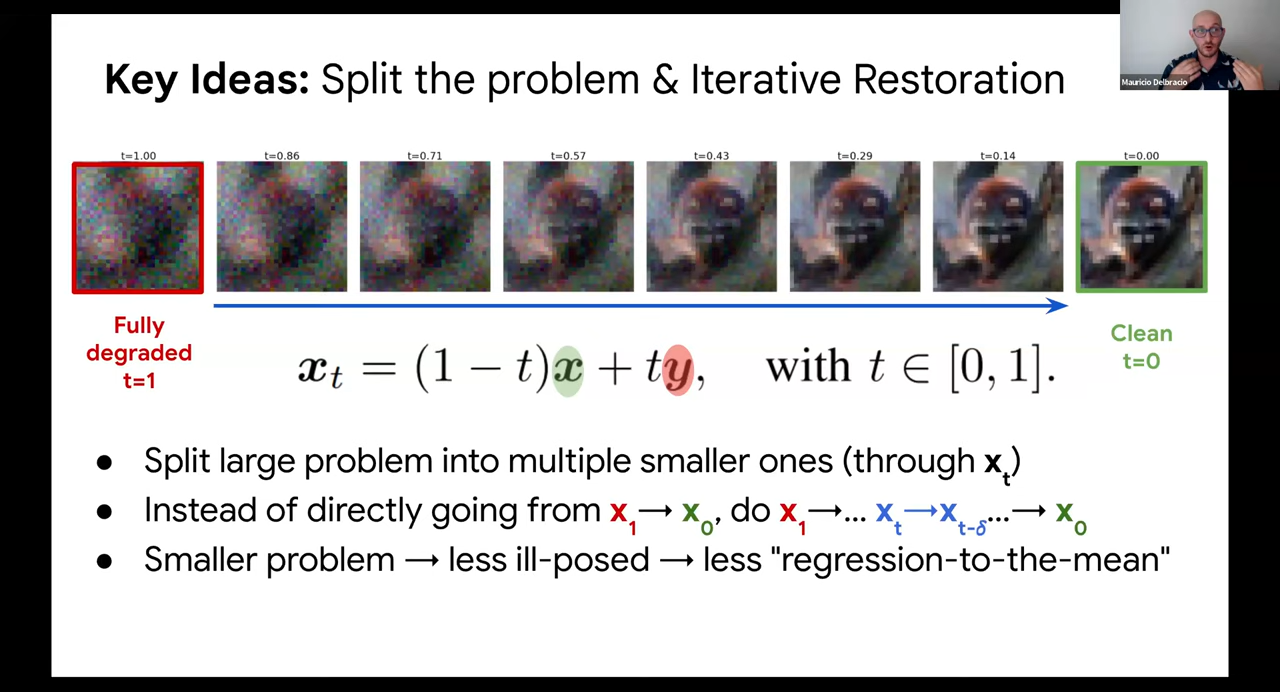 Key Ideas: Split the problem & Iterative Restoration
Mauricio Delbracio
t=1.00 t=0.86 t=0.71 t=0.57 t=0.43 t=0.29 t=0.14 t=0.00
Fully
degraded
t=1
x_t = (1 − t)x + ty, with t ∈ [0, 1].
Clean
t=0
● Split large problem into multiple smaller ones (through x_t)
● Instead of directly going from x_1→ x_0, do x_1→... x_t→x_{t-δ}...→ x_0
● Smaller problem → less ill-posed → less "regression-to-the-mean"